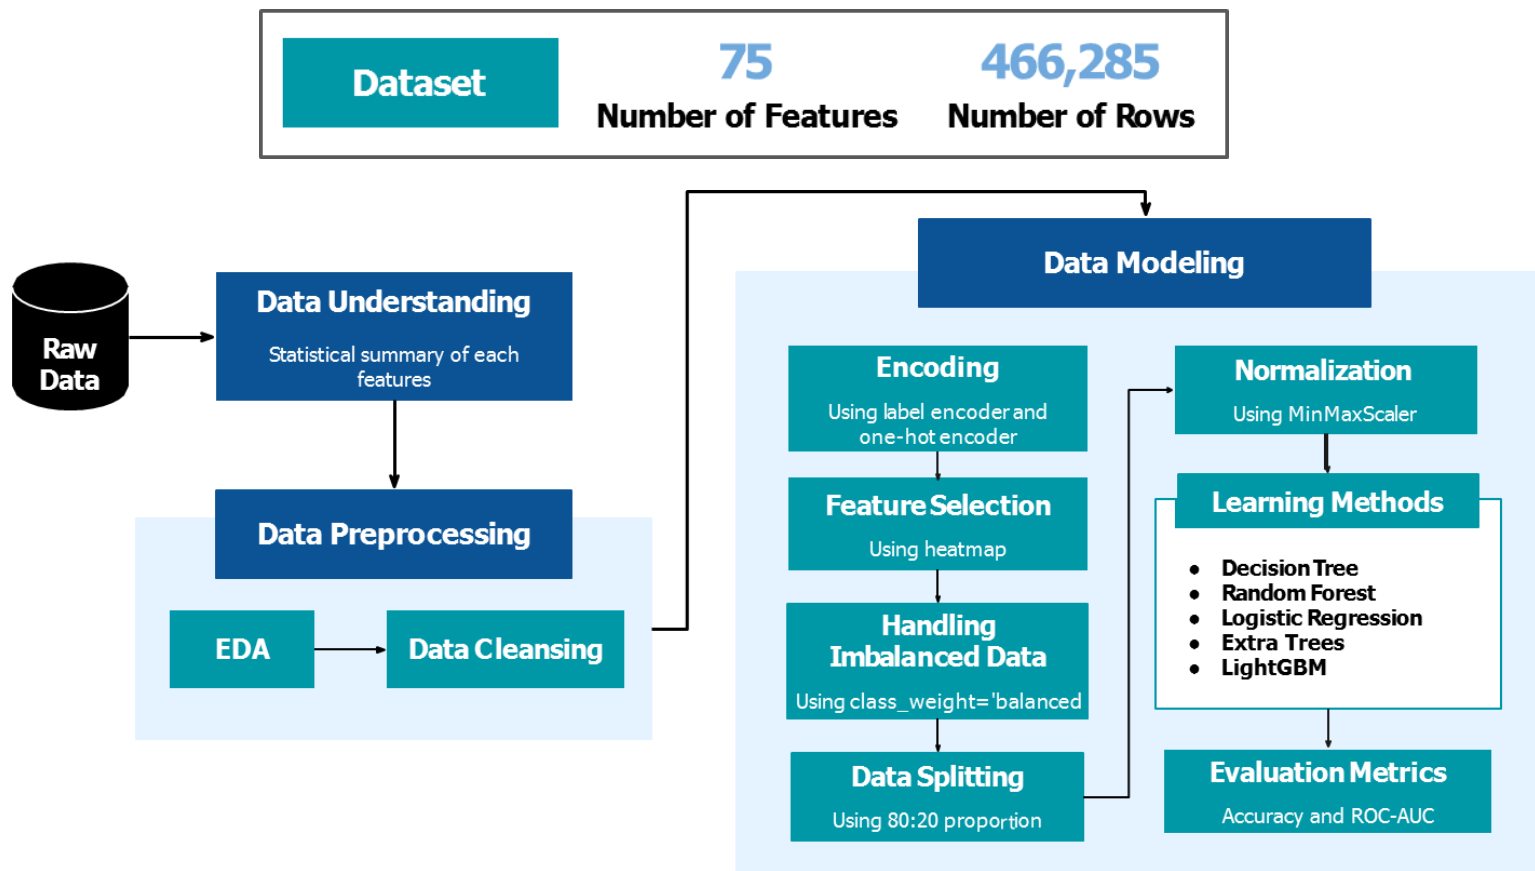 Dataset
75
Number of Features
466,285
Number of Rows
Raw
Data
Data Understanding
Statistical summary of each
features
Data Preprocessing
EDA
Data Cleansing
Data Modeling
Encoding
Using label encoder and
one-hot encoder
Feature Selection
Using heatmap
Handling
Imbalanced Data
Using class_weight='balanced
Data Splitting
Using 80:20 proportion
Normalization
Using MinMaxScaler
Learning Methods
● Decision Tree
● Random Forest
● Logistic Regression
● Extra Trees
● LightGBM
Evaluation Metrics
Accuracy and ROC-AUC